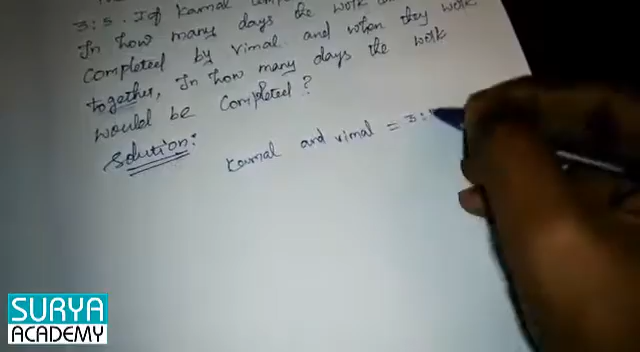 3:5. If Kamal
In how many days the work
completed by vimal and when they work
together, In how many days the work
would be completed?
Solution:
Kamal and vimal = 3:
SURYA
ACADEMY